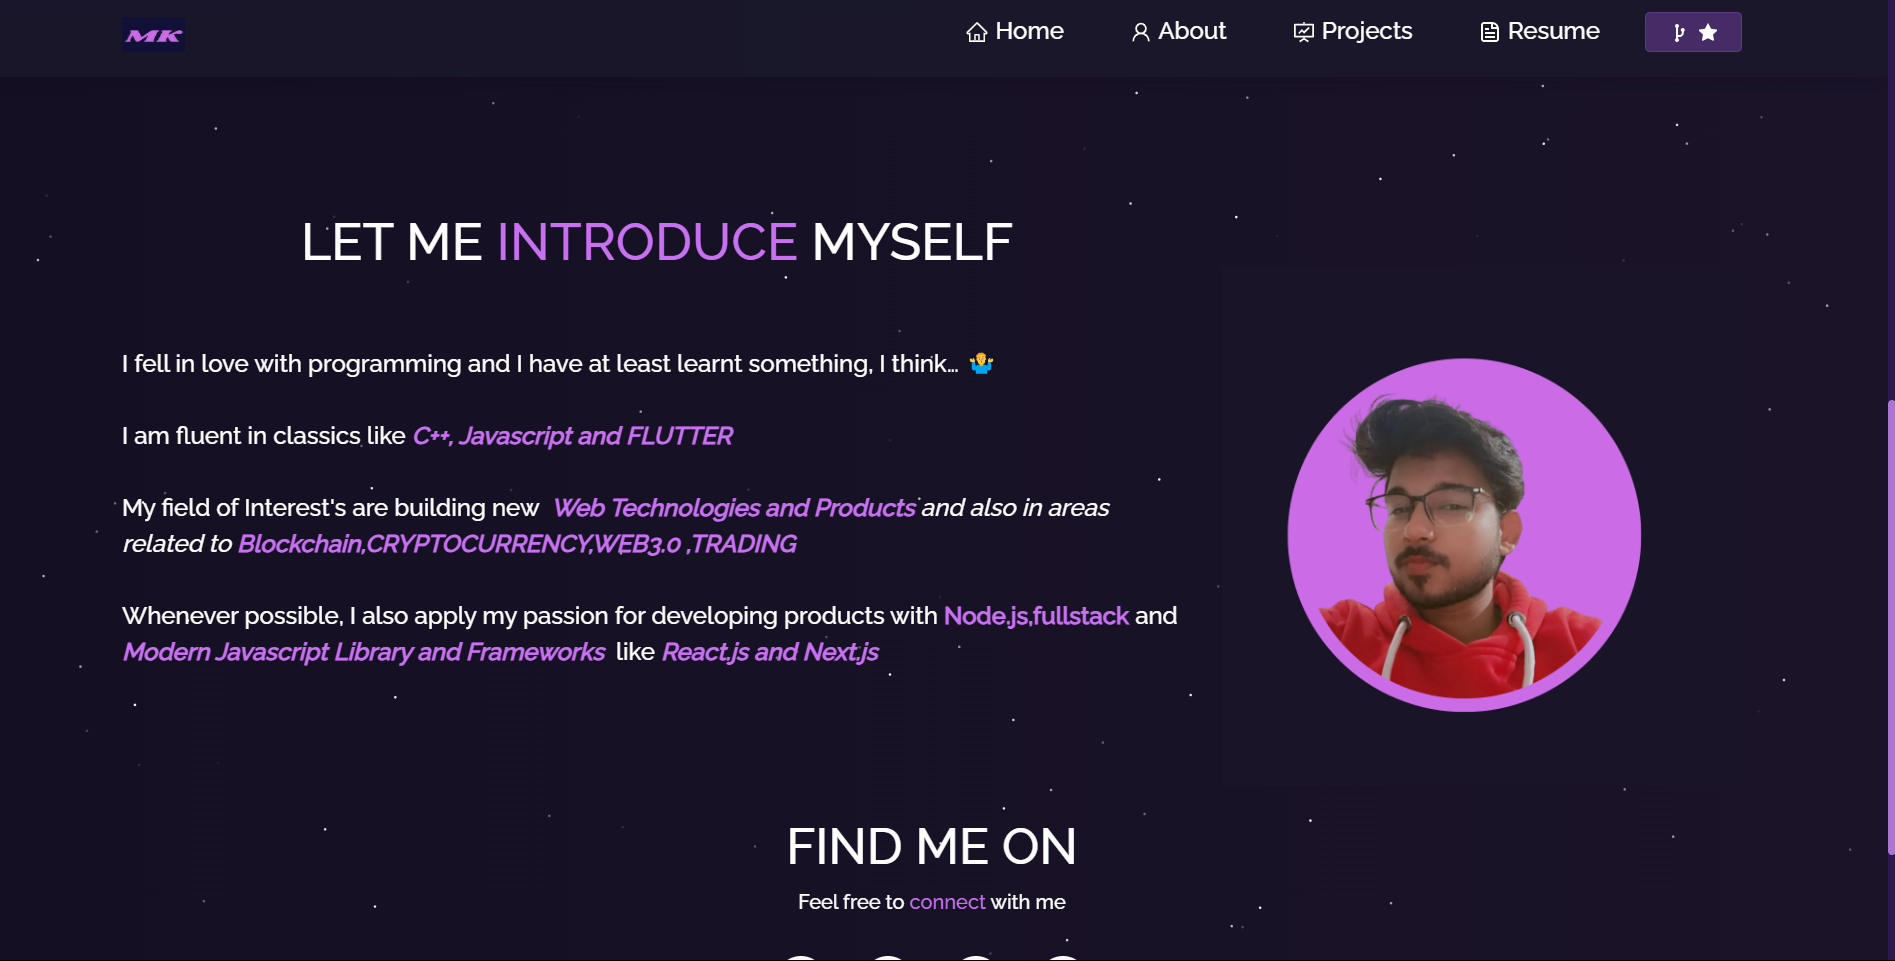 MK
Home
About
Projects
Resume
LET ME INTRODUCE MYSELF
I fell in love with programming and I have at least learnt something, I think… 🤷‍♂️
I am fluent in classics like C++, Javascript and FLUTTER
My field of Interest's are building new Web Technologies and Products and also in areas
related to Blockchain,CRYPTOCURRENCY,WEB3.0 ,TRADING
Whenever possible, I also apply my passion for developing products with Node.js,fullstack and
Modern Javascript Library and Frameworks like React.js and Next.js
FIND ME ON
Feel free to connect with me